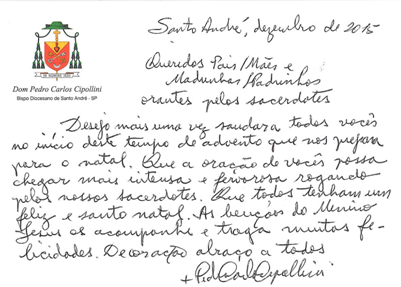 Santo André, dezembro de 2015
Dom Pedro Carlos Cipollini
Bispo Diocesano de Santo André - SP
Queredos Pais/Mães e
Madrinhas/Padrinhos
orantes pelos sacerdotes
Desejo mais uma vez saudar a todos vocês
no início deste tempo de advento que nos prepara
para o natal. Que a oração de vocês possa
chegar mais intensa e fervorosa rogando
pelos nossos sacerdotes. Que todos tenham um
feliz e santo natal. As bençãos do Menino
Jesus os acompanhe e traga muitas fe-
licidades. De coração abraço a todos
+ Pedro Carlos Cipollini